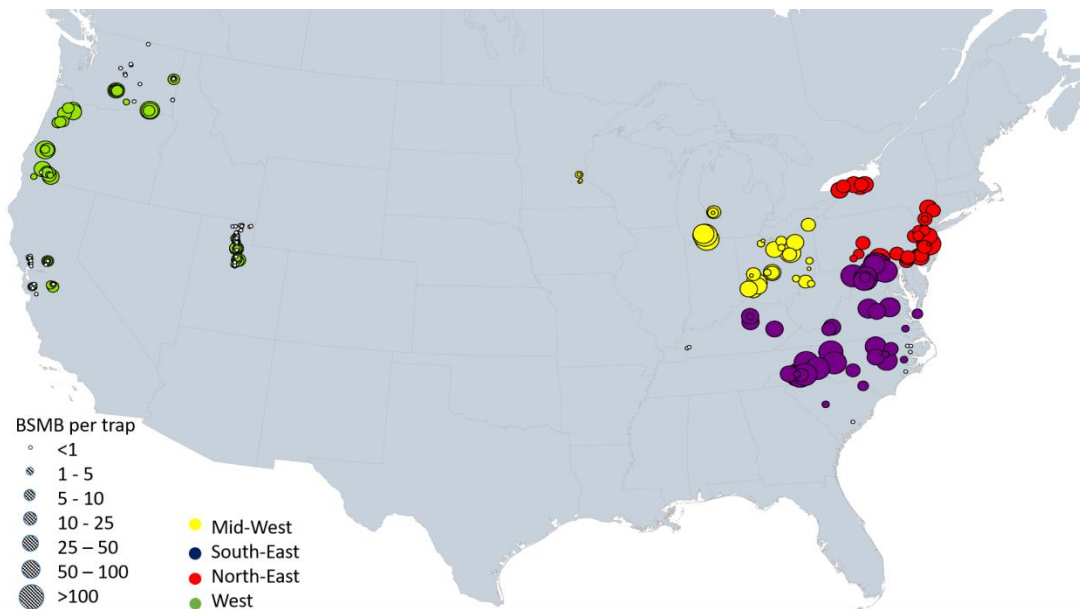 BSMB per trap
<1
1 - 5
5 - 10
10 - 25
25 – 50
50 – 100
>100
Mid-West
South-East
North-East
West